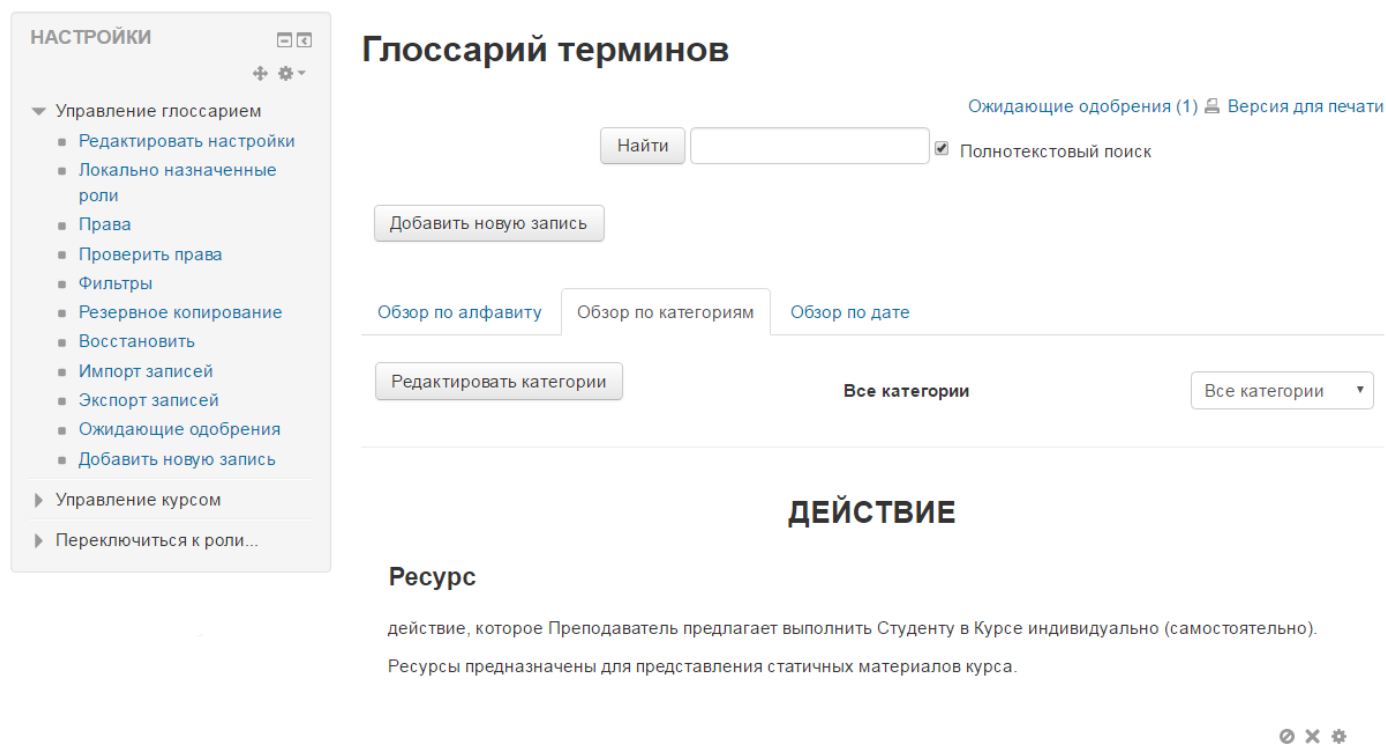 НАСТРОЙКИ
Управление глоссарием
Редактировать настройки
Локально назначенные
роли
Права
Проверить права
Фильтры
Резервное копирование
Восстановить
Импорт записей
Экспорт записей
Ожидающие одобрения
Добавить новую запись
Управление курсом
Переключиться к роли...
Глоссарий терминов
Ожидающие одобрения (1) Версия для печати
Найти Полнотекстовый поиск
Добавить новую запись
Обзор по алфавиту Обзор по категориям Обзор по дате
Редактировать категории Все категории Все категории
ДЕЙСТВИЕ
Ресурс
действие, которое Преподаватель предлагает выполнить Студенту в Курсе индивидуально (самостоятельно).
Ресурсы предназначены для представления статичных материалов курса.